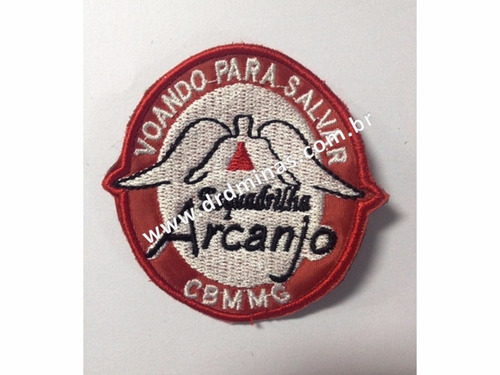 VOANDO PARA SALVAR
Esquadrilha
Arcanjo
CBMMG
www.drdminas.com.br